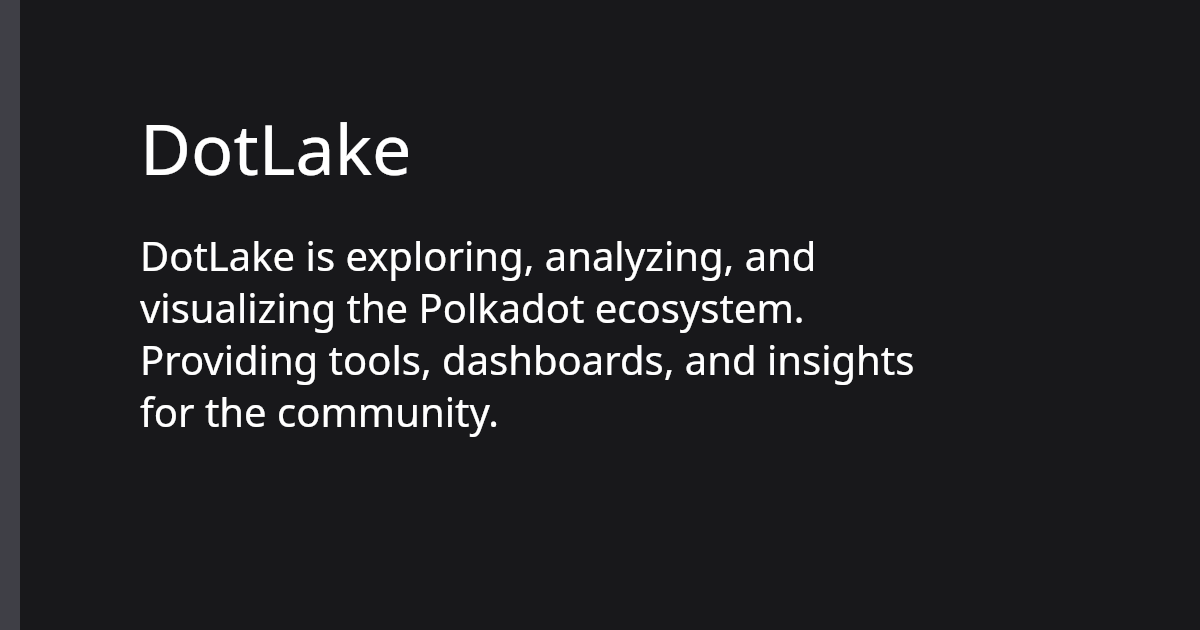 DotLake
DotLake is exploring, analyzing, and
visualizing the Polkadot ecosystem.
Providing tools, dashboards, and insights
for the community.